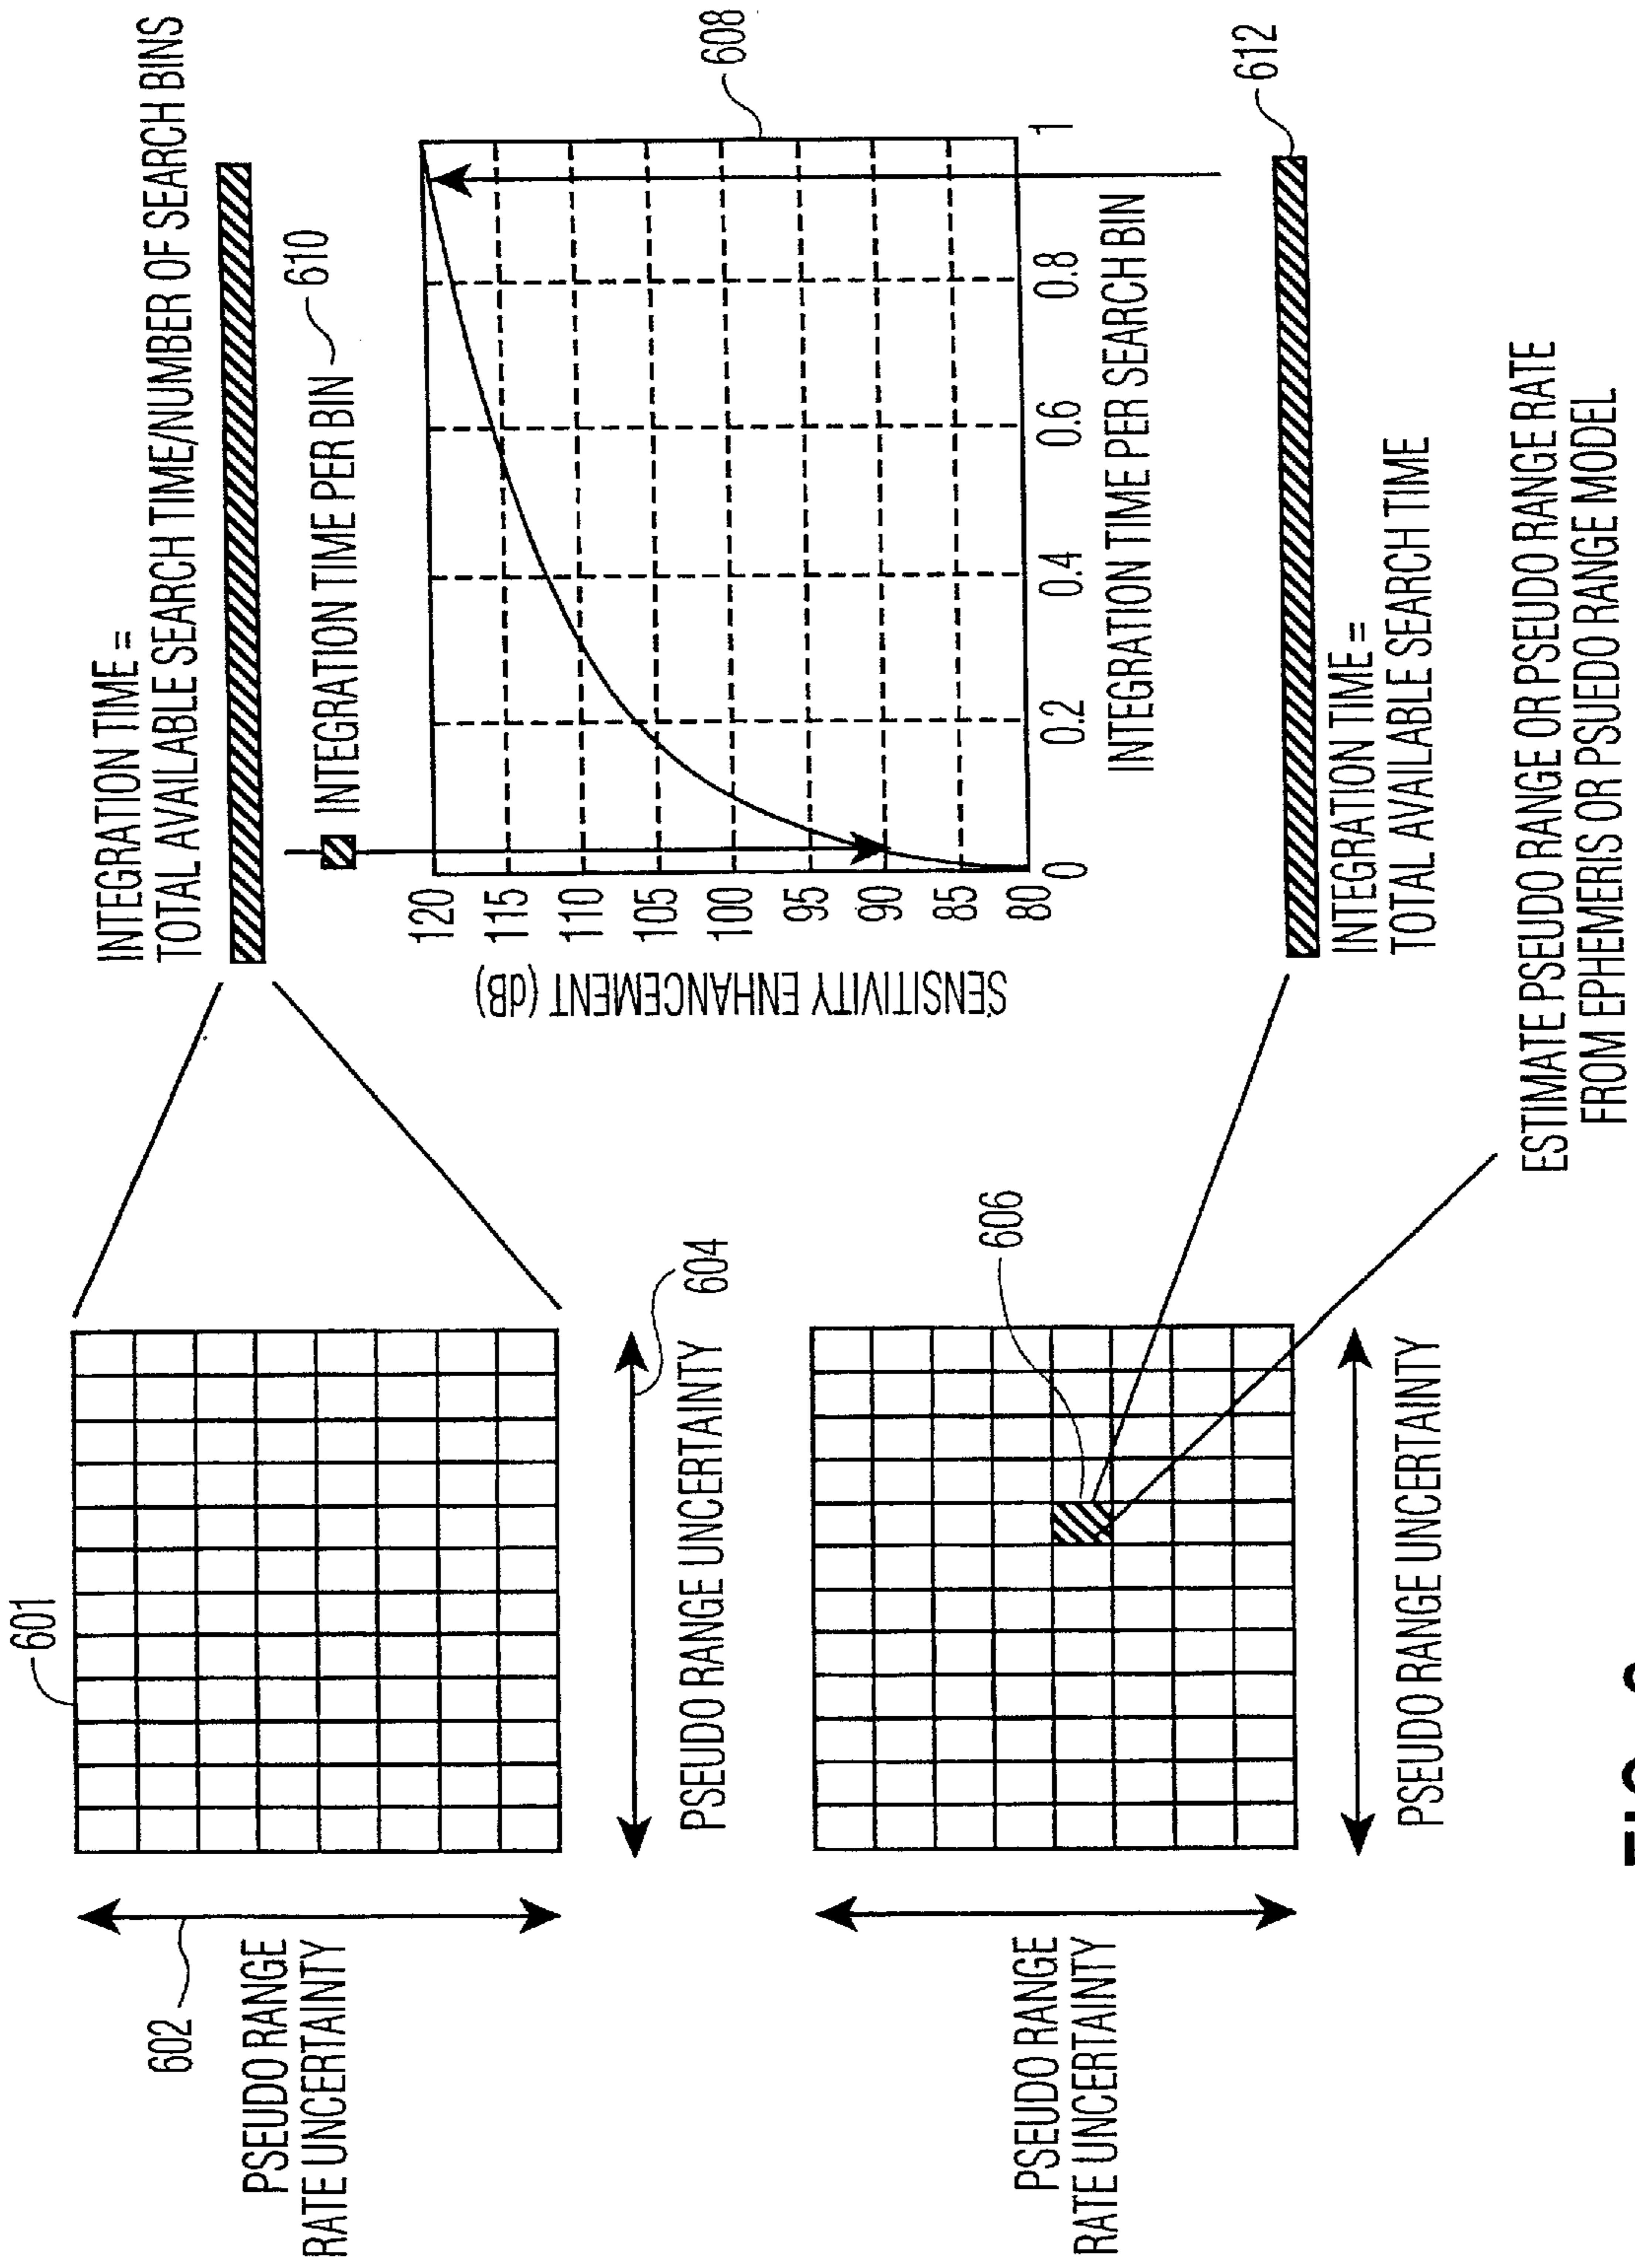 601
602
PSEUDO RANGE
RATE UNCERTAINTY
604
PSEUDO RANGE UNCERTAINTY
INTEGRATION TIME =
TOTAL AVAILABLE SEARCH TIME/NUMBER OF SEARCH BINS
INTEGRATION TIME PER BIN
610
608
SENSITIVITY ENHANCEMENT (dB)
120
115
110
105
100
95
90
85
80
0
0.2
0.4
0.6
0.8
1
INTEGRATION TIME PER SEARCH BIN
612
606
PSEUDO RANGE
RATE UNCERTAINTY
PSEUDO RANGE UNCERTAINTY
INTEGRATION TIME =
TOTAL AVAILABLE SEARCH TIME
ESTIMATE PSEUDO RANGE OR PSEUDO RANGE RATE
FROM EPHEMERIS OR PSUEDO RANGE MODEL